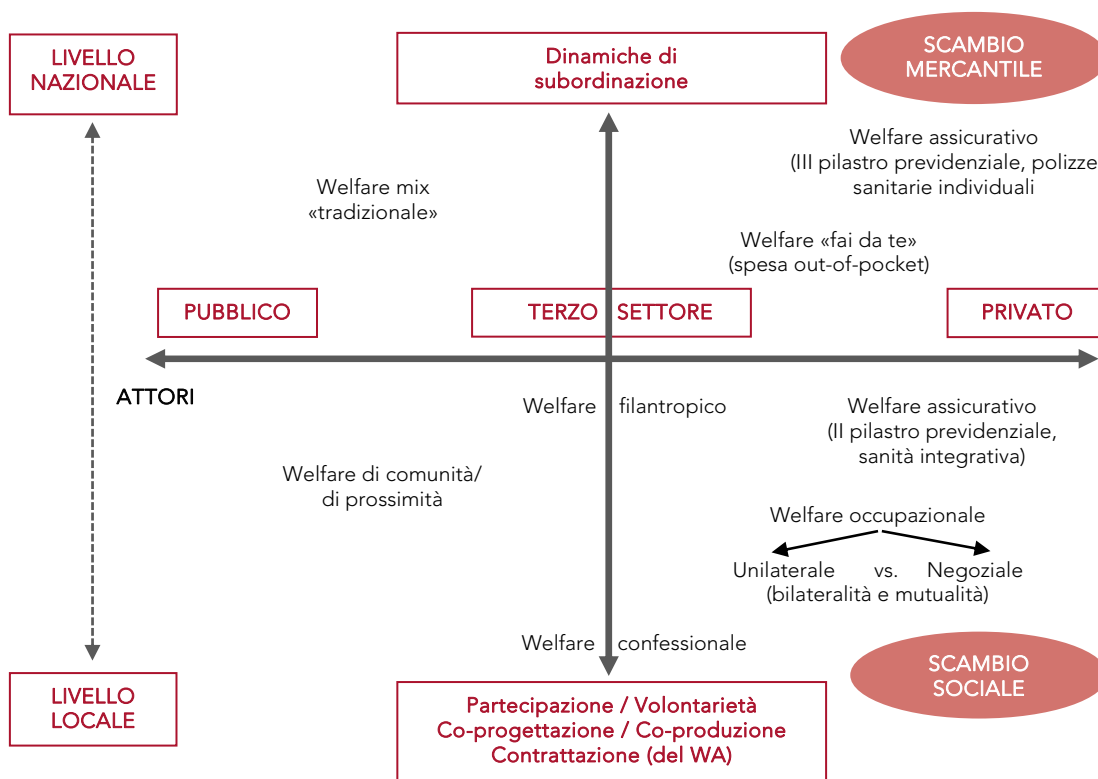 LIVELLO
NAZIONALE
Dinamiche di
subordinazione
SCAMBIO
MERCANTILE
Welfare assicurativo
(III pilastro previdenziale, polizze
sanitarie individuali
Welfare mix
«tradizionale»
Welfare «fai da te»
(spesa out-of-pocket)
PUBBLICO
TERZO SETTORE
PRIVATO
ATTORI
Welfare filantropico
Welfare assicurativo
(II pilastro previdenziale,
sanità integrativa)
Welfare di comunità/
di prossimità
Welfare occupazionale
Unilaterale vs. Negoziale
(bilateralità e mutualità)
Welfare confessionale
SCAMBIO
SOCIALE
LIVELLO
LOCALE
Partecipazione / Volontarietà
Co-progettazione / Co-produzione
Contrattazione (del WA)